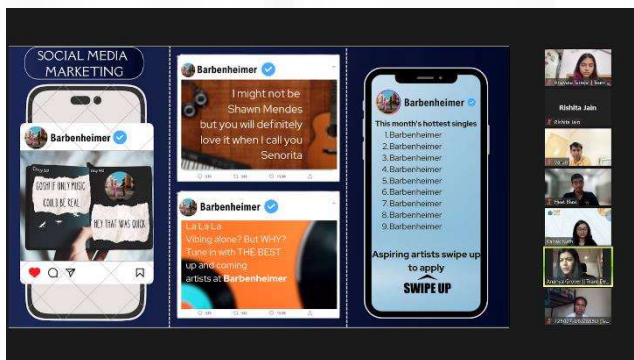 SOCIAL MEDIA
MARKETING
Barbenheimer
GOSH IF ONLY MUSIC
COULD BE REAL
HEY THAT WAS QUICK
Barbenheimer
I might not be
Shawn Mendes
but you will definitely
love it when I call you
Senorita
Barbenheimer
La La La
Vibing alone? But WHY?
Tune in with THE BEST
up and coming
artists at Barbenheimer
Barbenheimer
This month's hottest singles
1. Barbenheimer
2. Barbenheimer
3. Barbenheimer
4. Barbenheimer
5. Barbenheimer
6. Barbenheimer
7. Barbenheimer
8. Barbenheimer
9. Barbenheimer
Aspiring artists swipe up
to apply
SWIPE UP
Rishita Jain
Rishita Jain